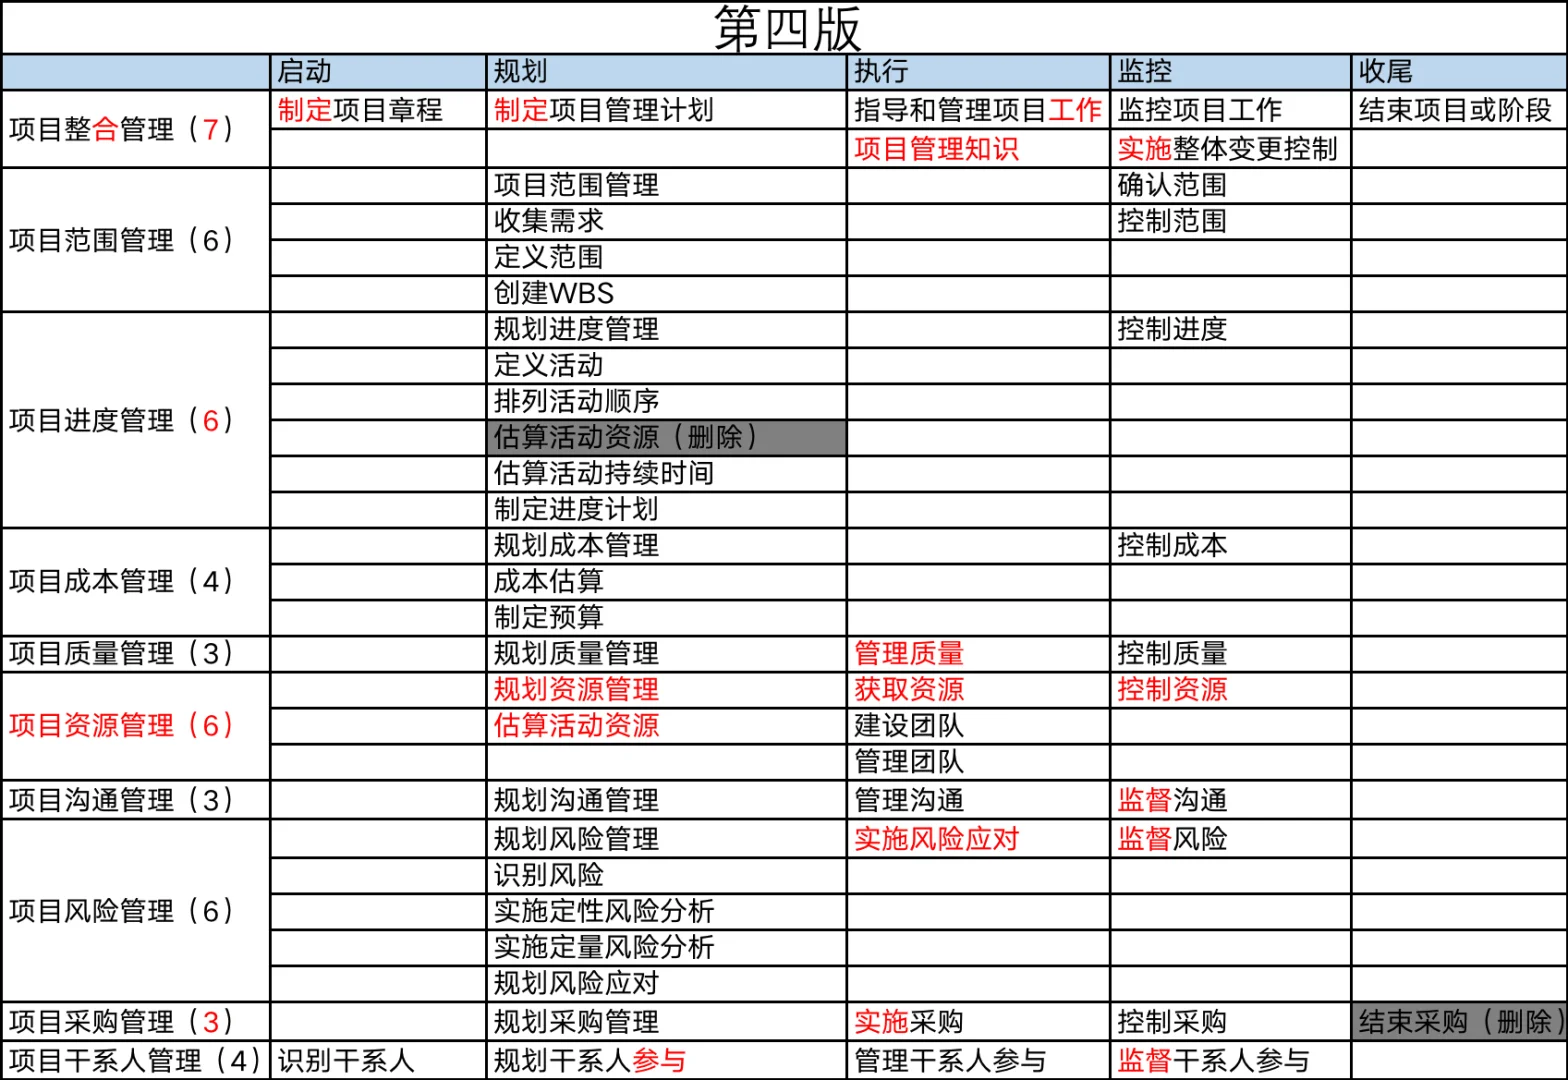 第四版
启动 规划 执行 监控 收尾
项目整合管理（7） 制定项目章程 制定项目管理计划 指导和管理项目工作 监控项目工作 结束项目或阶段
项目管理知识 实施整体变更控制
项目范围管理（6） 项目范围管理 确认范围
收集需求 控制范围
定义范围
创建WBS
项目进度管理（6） 规划进度管理 控制进度
定义活动
排列活动顺序
估算活动资源（删除）
估算活动持续时间
制定进度计划
项目成本管理（4） 规划成本管理 控制成本
成本估算
制定预算
项目质量管理（3） 规划质量管理 管理质量 控制质量
项目资源管理（6） 规划资源管理 获取资源 控制资源
估算活动资源 建设团队
管理团队
项目沟通管理（3） 规划沟通管理 管理沟通 监督沟通
项目风险管理（6） 规划风险管理 实施风险应对 监督风险
识别风险
实施定性风险分析
实施定量风险分析
规划风险应对
项目采购管理（3） 规划采购管理 实施采购 控制采购 结束采购（删除）
项目干系人管理（4） 识别干系人 规划干系人参与 管理干系人参与 监督干系人参与